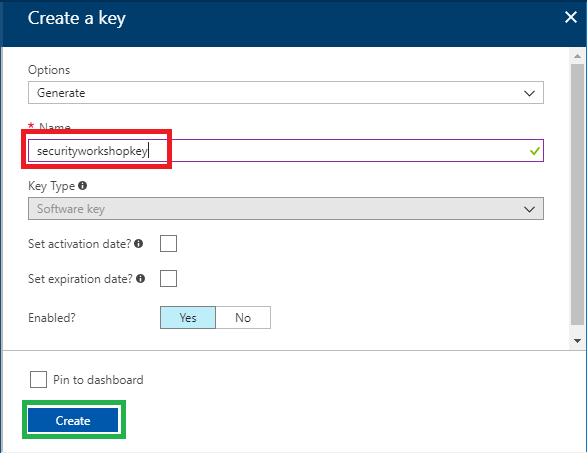 Create a key
Options
Generate
* Name
securityworkshopkey
Key Type
Software key
Set activation date?
Set expiration date?
Enabled?
Yes No
Pin to dashboard
Create